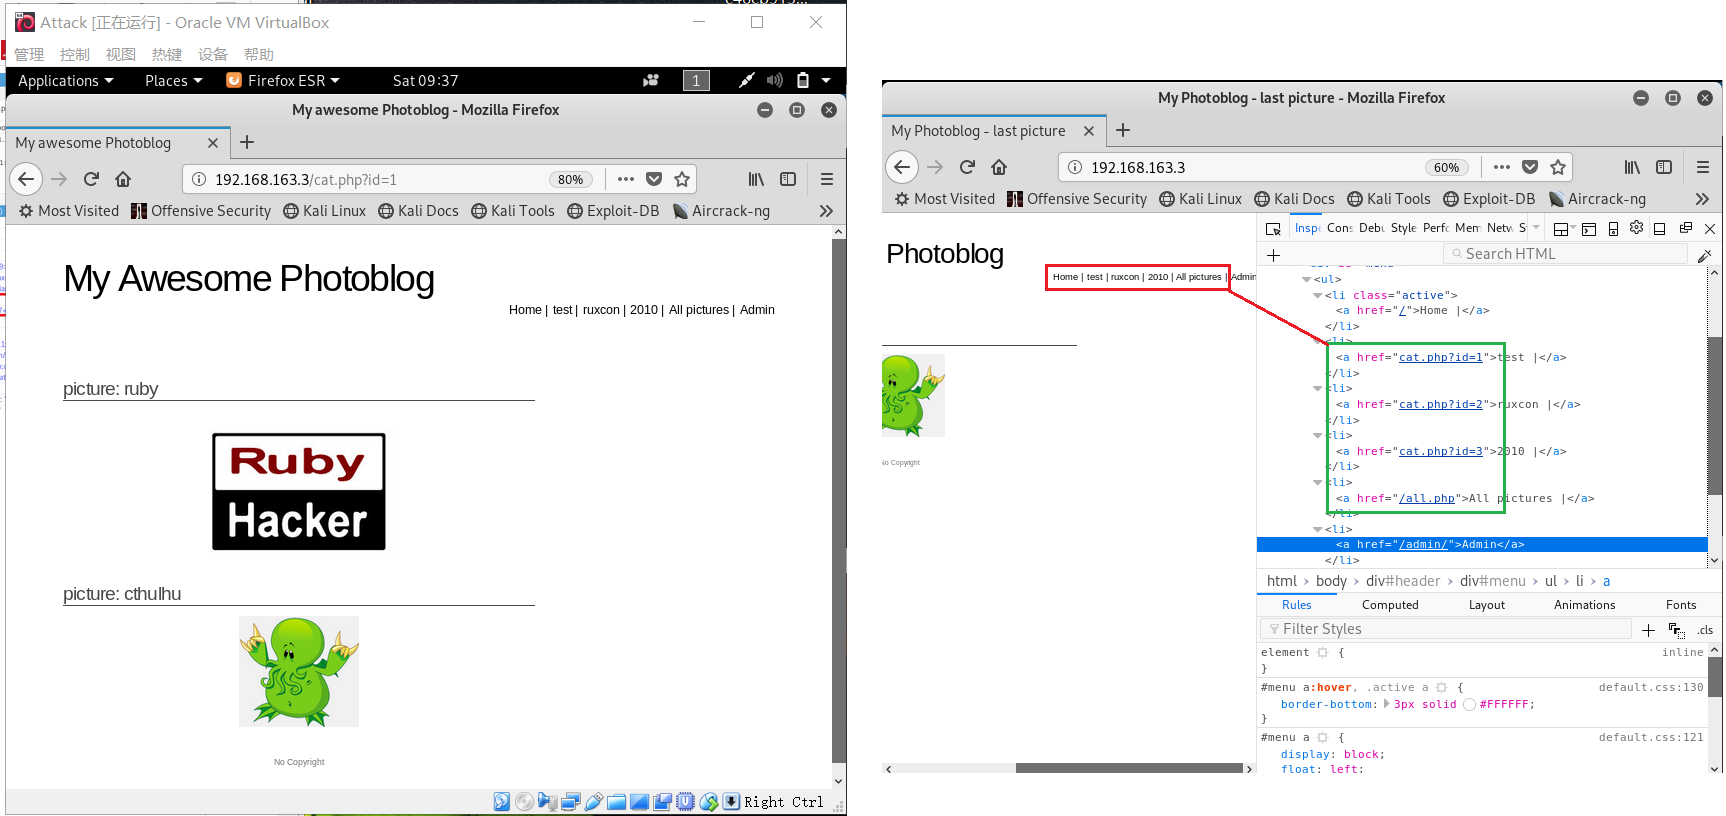 Attack [正在运行] - Oracle VM VirtualBox
管理 控制 视图 热键 设备 帮助
Applications Places Firefox ESR Sat 09:37 1
My awesome Photoblog - Mozilla Firefox
My awesome Photoblog
192.168.163.3/cat.php?id=1 80%
Most Visited Offensive Security Kali Linux Kali Docs Kali Tools Exploit-DB Aircrack-ng
My Awesome Photoblog
Home | test | ruxcon | 2010 | All pictures | Admin
picture: ruby
Ruby
Hacker
picture: cthulhu
No Copyright
Right Ctrl
My Photoblog - last picture - Mozilla Firefox
My Photoblog - last picture
192.168.163.3 60%
Most Visited Offensive Security Kali Linux Kali Docs Kali Tools Exploit-DB Aircrack-ng
Photoblog
Home | test | ruxcon | 2010 | All pictures | Admin
No Copyright
Inspe Cons Debu Style Perfo Mem Netw S
Search HTML
<ul>
<li class="active">
<a href="/">Home |</a>
</li>
<li>
<a href="cat.php?id=1">test |</a>
</li>
<li>
<a href="cat.php?id=2">ruxcon |</a>
</li>
<li>
<a href="cat.php?id=3">2010 |</a>
</li>
<li>
<a href="/all.php">All pictures |</a>
</li>
<li>
<a href="/admin/">Admin</a>
</li>
html body div#header div#menu ul li a
Rules Computed Layout Animations Fonts
Filter Styles .cls
element { inline
}
#menu a:hover, .active a { default.css:130
border-bottom: 3px solid #FFFFFF;
}
#menu a { default.css:121
display: block;
float: left;